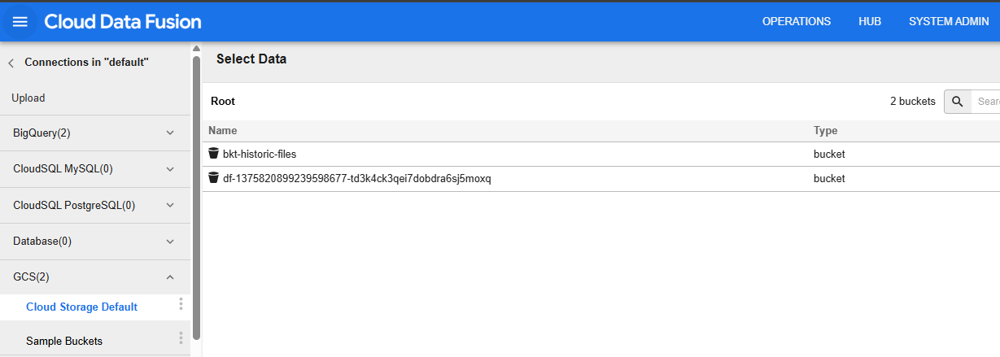 Cloud Data Fusion
OPERATIONS HUB SYSTEM ADMIN
Connections in "default"
Upload
BigQuery(2)
CloudSQL MySQL(0)
CloudSQL PostgreSQL(0)
Database(0)
GCS(2)
Cloud Storage Default
Sample Buckets
Select Data
Root 2 buckets Sear
Name Type
bkt-historic-files bucket
df-1375820899239598677-td3k4ck3qei7dobdra6sj5moxq bucket